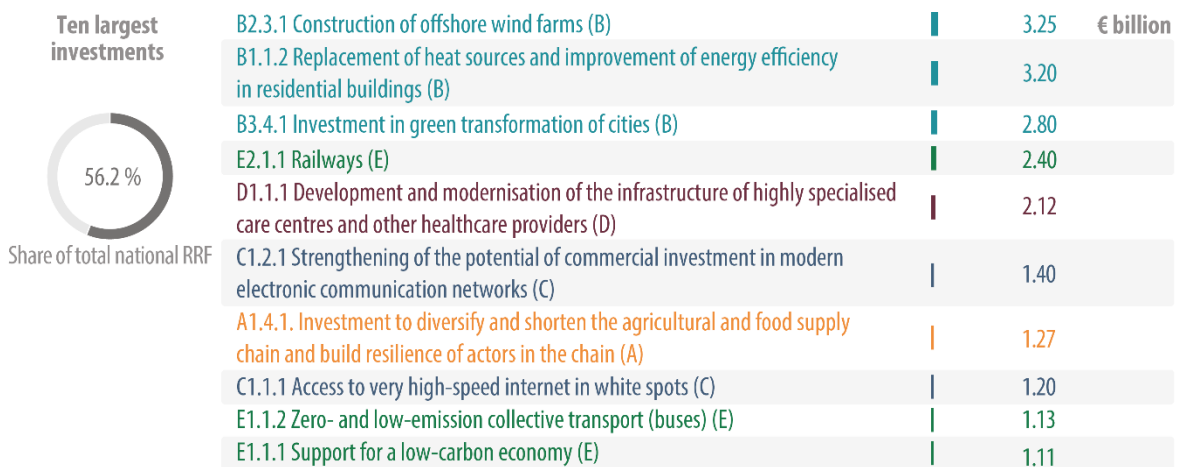 Ten largest
investments
56.2 %
Share of total national RRF
€ billion
B2.3.1 Construction of offshore wind farms (B) 3.25
B1.1.2 Replacement of heat sources and improvement of energy efficiency
in residential buildings (B) 3.20
B3.4.1 Investment in green transformation of cities (B) 2.80
E2.1.1 Railways (E) 2.40
D1.1.1 Development and modernisation of the infrastructure of highly specialised
care centres and other healthcare providers (D) 2.12
C1.2.1 Strengthening of the potential of commercial investment in modern
electronic communication networks (C) 1.40
A1.4.1. Investment to diversify and shorten the agricultural and food supply
chain and build resilience of actors in the chain (A) 1.27
C1.1.1 Access to very high-speed internet in white spots (C) 1.20
E1.1.2 Zero- and low-emission collective transport (buses) (E) 1.13
E1.1.1 Support for a low-carbon economy (E) 1.11